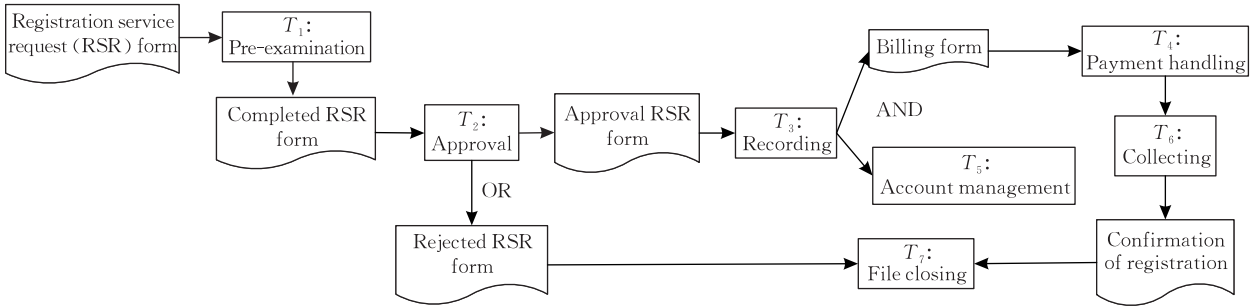 Registration service
request (RSR) form
T₁:
Pre-examination
Completed RSR
form
T₂:
Approval
OR
Rejected RSR
form
Approval RSR
form
T₃:
Recording
AND
Billing form
T₄:
Payment handling
T₅:
Account management
T₆:
Collecting
Confirmation
of registration
T₇:
File closing